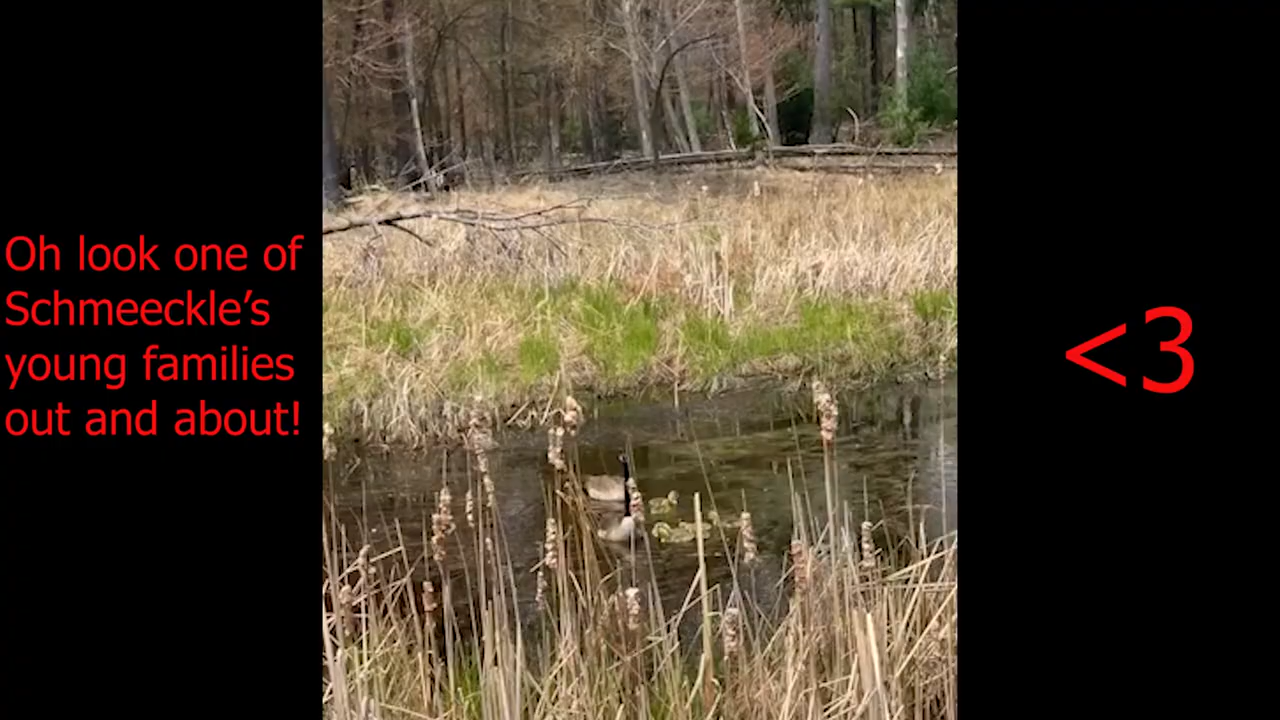 Oh look one of
Schmeeckle’s
young families
out and about!
<3